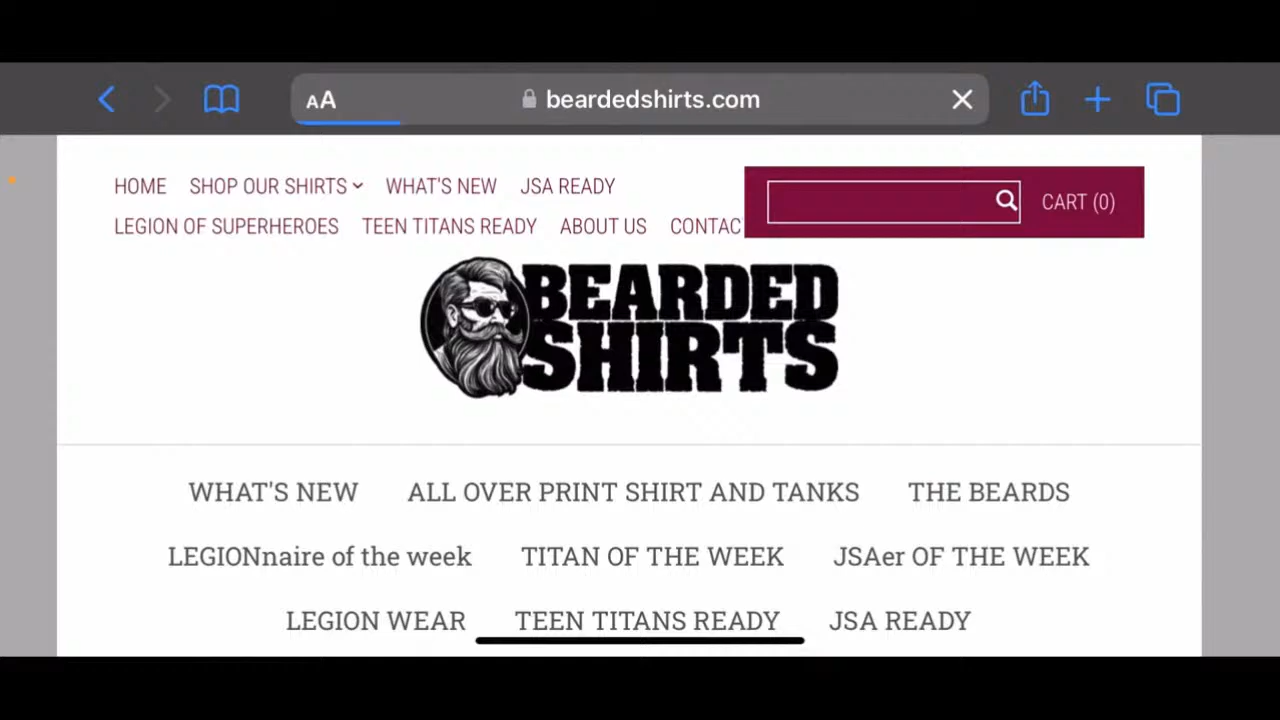 AA beardedshirts.com
HOME SHOP OUR SHIRTS WHAT'S NEW JSA READY
LEGION OF SUPERHEROES TEEN TITANS READY ABOUT US CONTAC
CART (0)
BEARDED
SHIRTS
WHAT'S NEW ALL OVER PRINT SHIRT AND TANKS THE BEARDS
LEGIONnaire of the week TITAN OF THE WEEK JSAer OF THE WEEK
LEGION WEAR TEEN TITANS READY JSA READY